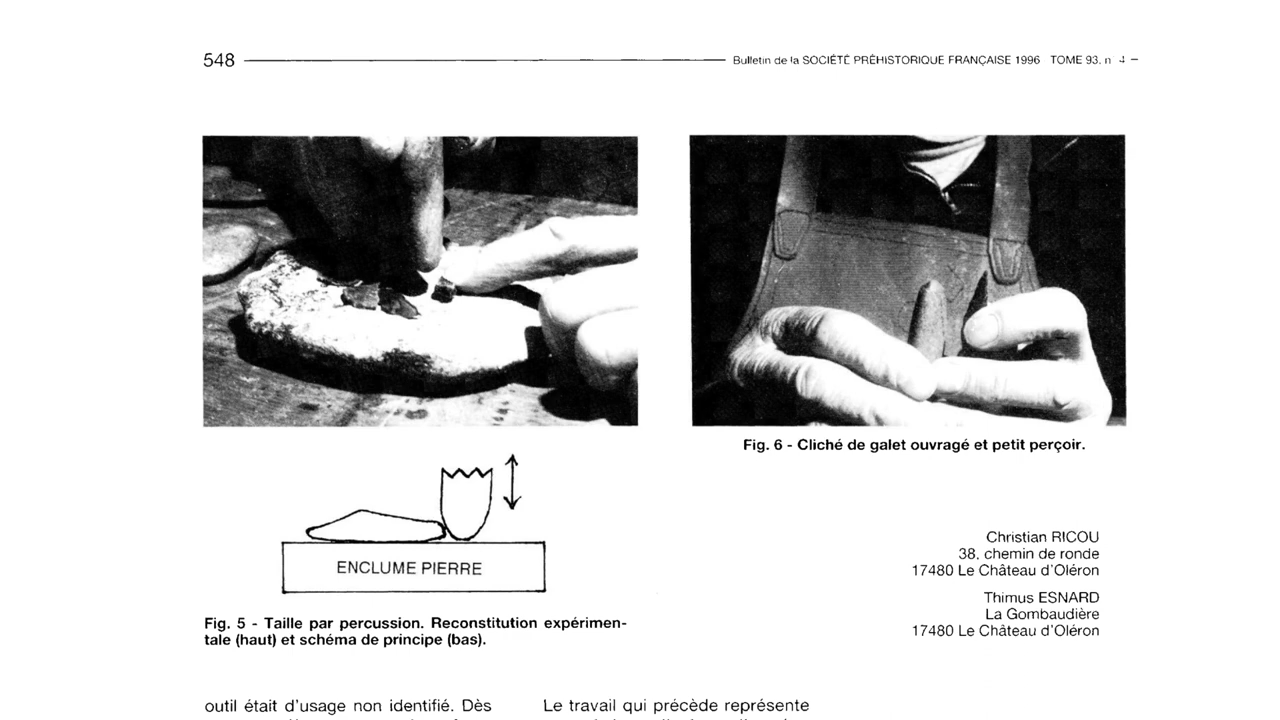 548
Bulletin de la SOCIÉTÉ PRÉHISTORIQUE FRANÇAISE 1996 TOME 93, n 4
Fig. 6 - Cliché de galet ouvragé et petit perçoir.
ENCLUME PIERRE
Fig. 5 - Taille par percussion. Reconstitution expérimen-
tale (haut) et schéma de principe (bas).
Christian RICOU
38, chemin de ronde
17480 Le Château d'Oléron
Thimus ESNARD
La Gombaudière
17480 Le Château d'Oléron
outil était d'usage non identifié. Dès
Le travail qui précède représente